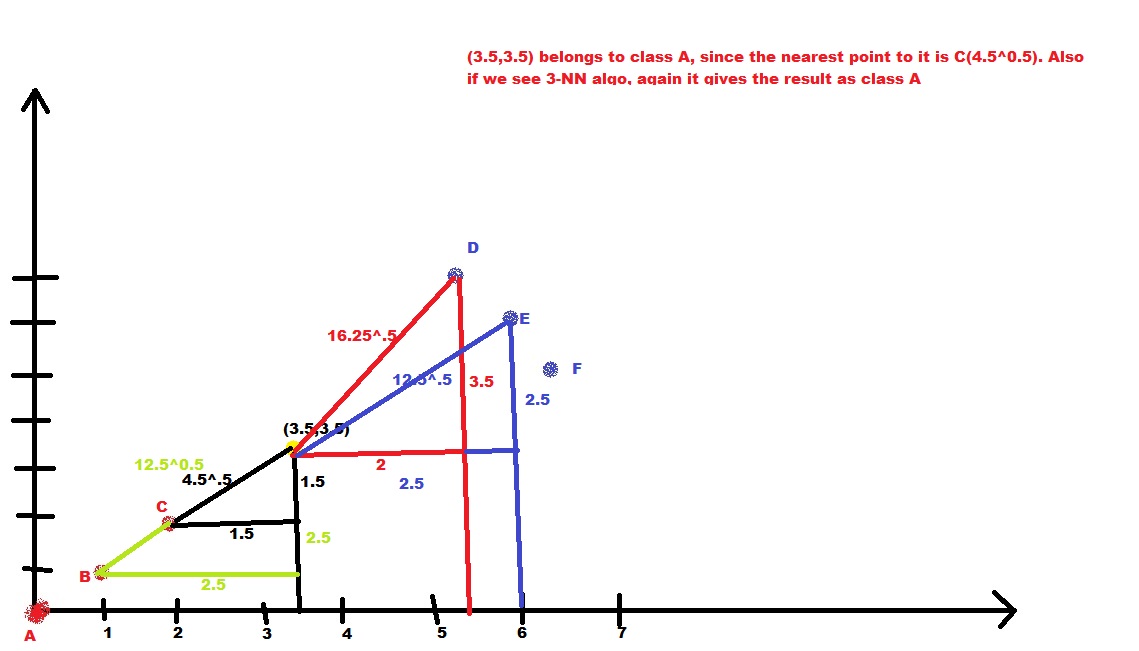 (3.5,3.5) belongs to class A, since the nearest point to it is C(4.5^0.5). Also
if we see 3-NN algo, again it gives the result as class A
D
E
16.25^.5
F
12.5^.5
3.5
2.5
(3.5,3.5)
12.5^0.5
2
4.5^.5
1.5
2.5
C
1.5
2.5
B
2.5
A
1 2 3 4 5 6 7